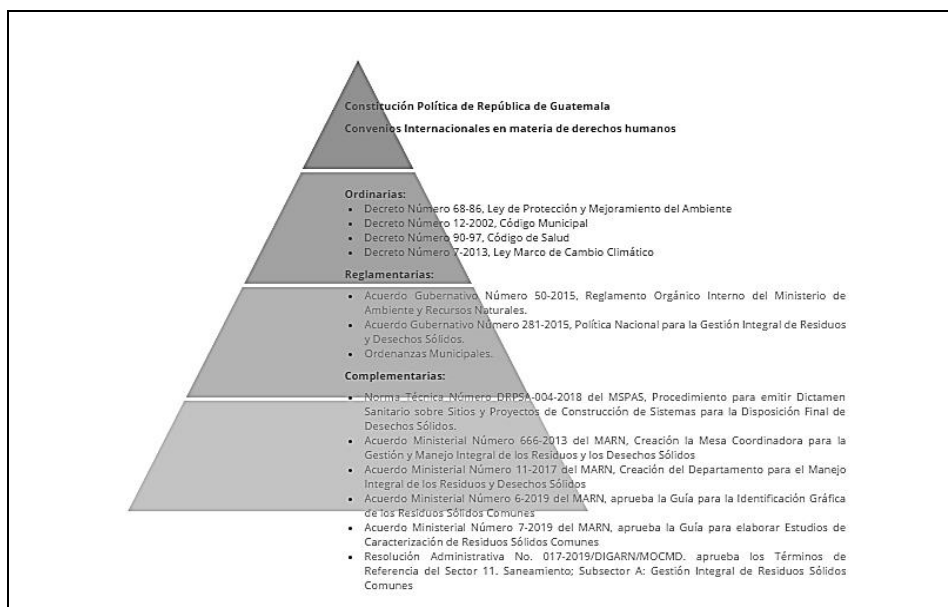 Constitución Política de República de Guatemala
Convenios Internacionales en materia de derechos humanos
Ordinarias:
• Decreto Número 68-86, Ley de Protección y Mejoramiento del Ambiente
• Decreto Número 12-2002, Código Municipal
• Decreto Número 90-97, Código de Salud
• Decreto Número 7-2013, Ley Marco de Cambio Climático
Reglamentarias:
• Acuerdo Gubernativo Número 50-2015, Reglamento Orgánico Interno del Ministerio de
Ambiente y Recursos Naturales.
• Acuerdo Gubernativo Número 281-2015, Política Nacional para la Gestión Integral de Residuos
y Desechos Sólidos.
• Ordenanzas Municipales.
Complementarias:
• Norma Técnica Número DRPSA-004-2018 del MSPAS, Procedimiento para emitir Dictamen
Sanitario sobre Sitios y Proyectos de Construcción de Sistemas para la Disposición Final de
Desechos Sólidos.
• Acuerdo Ministerial Número 666-2013 del MARN, Creación la Mesa Coordinadora para la
Gestión y Manejo Integral de los Residuos y los Desechos Sólidos
• Acuerdo Ministerial Número 11-2017 del MARN, Creación del Departamento para el Manejo
Integral de los Residuos y Desechos Sólidos
• Acuerdo Ministerial Número 6-2019 del MARN, aprueba la Guía para la Identificación Gráfica
de los Residuos Sólidos Comunes
• Acuerdo Ministerial Número 7-2019 del MARN, aprueba la Guía para elaborar Estudios de
Caracterización de Residuos Sólidos Comunes
• Resolución Administrativa No. 017-2019/DIGARN/MOCMD. aprueba los Términos de
Referencia del Sector 11. Saneamiento; Subsector A: Gestión Integral de Residuos Sólidos
Comunes